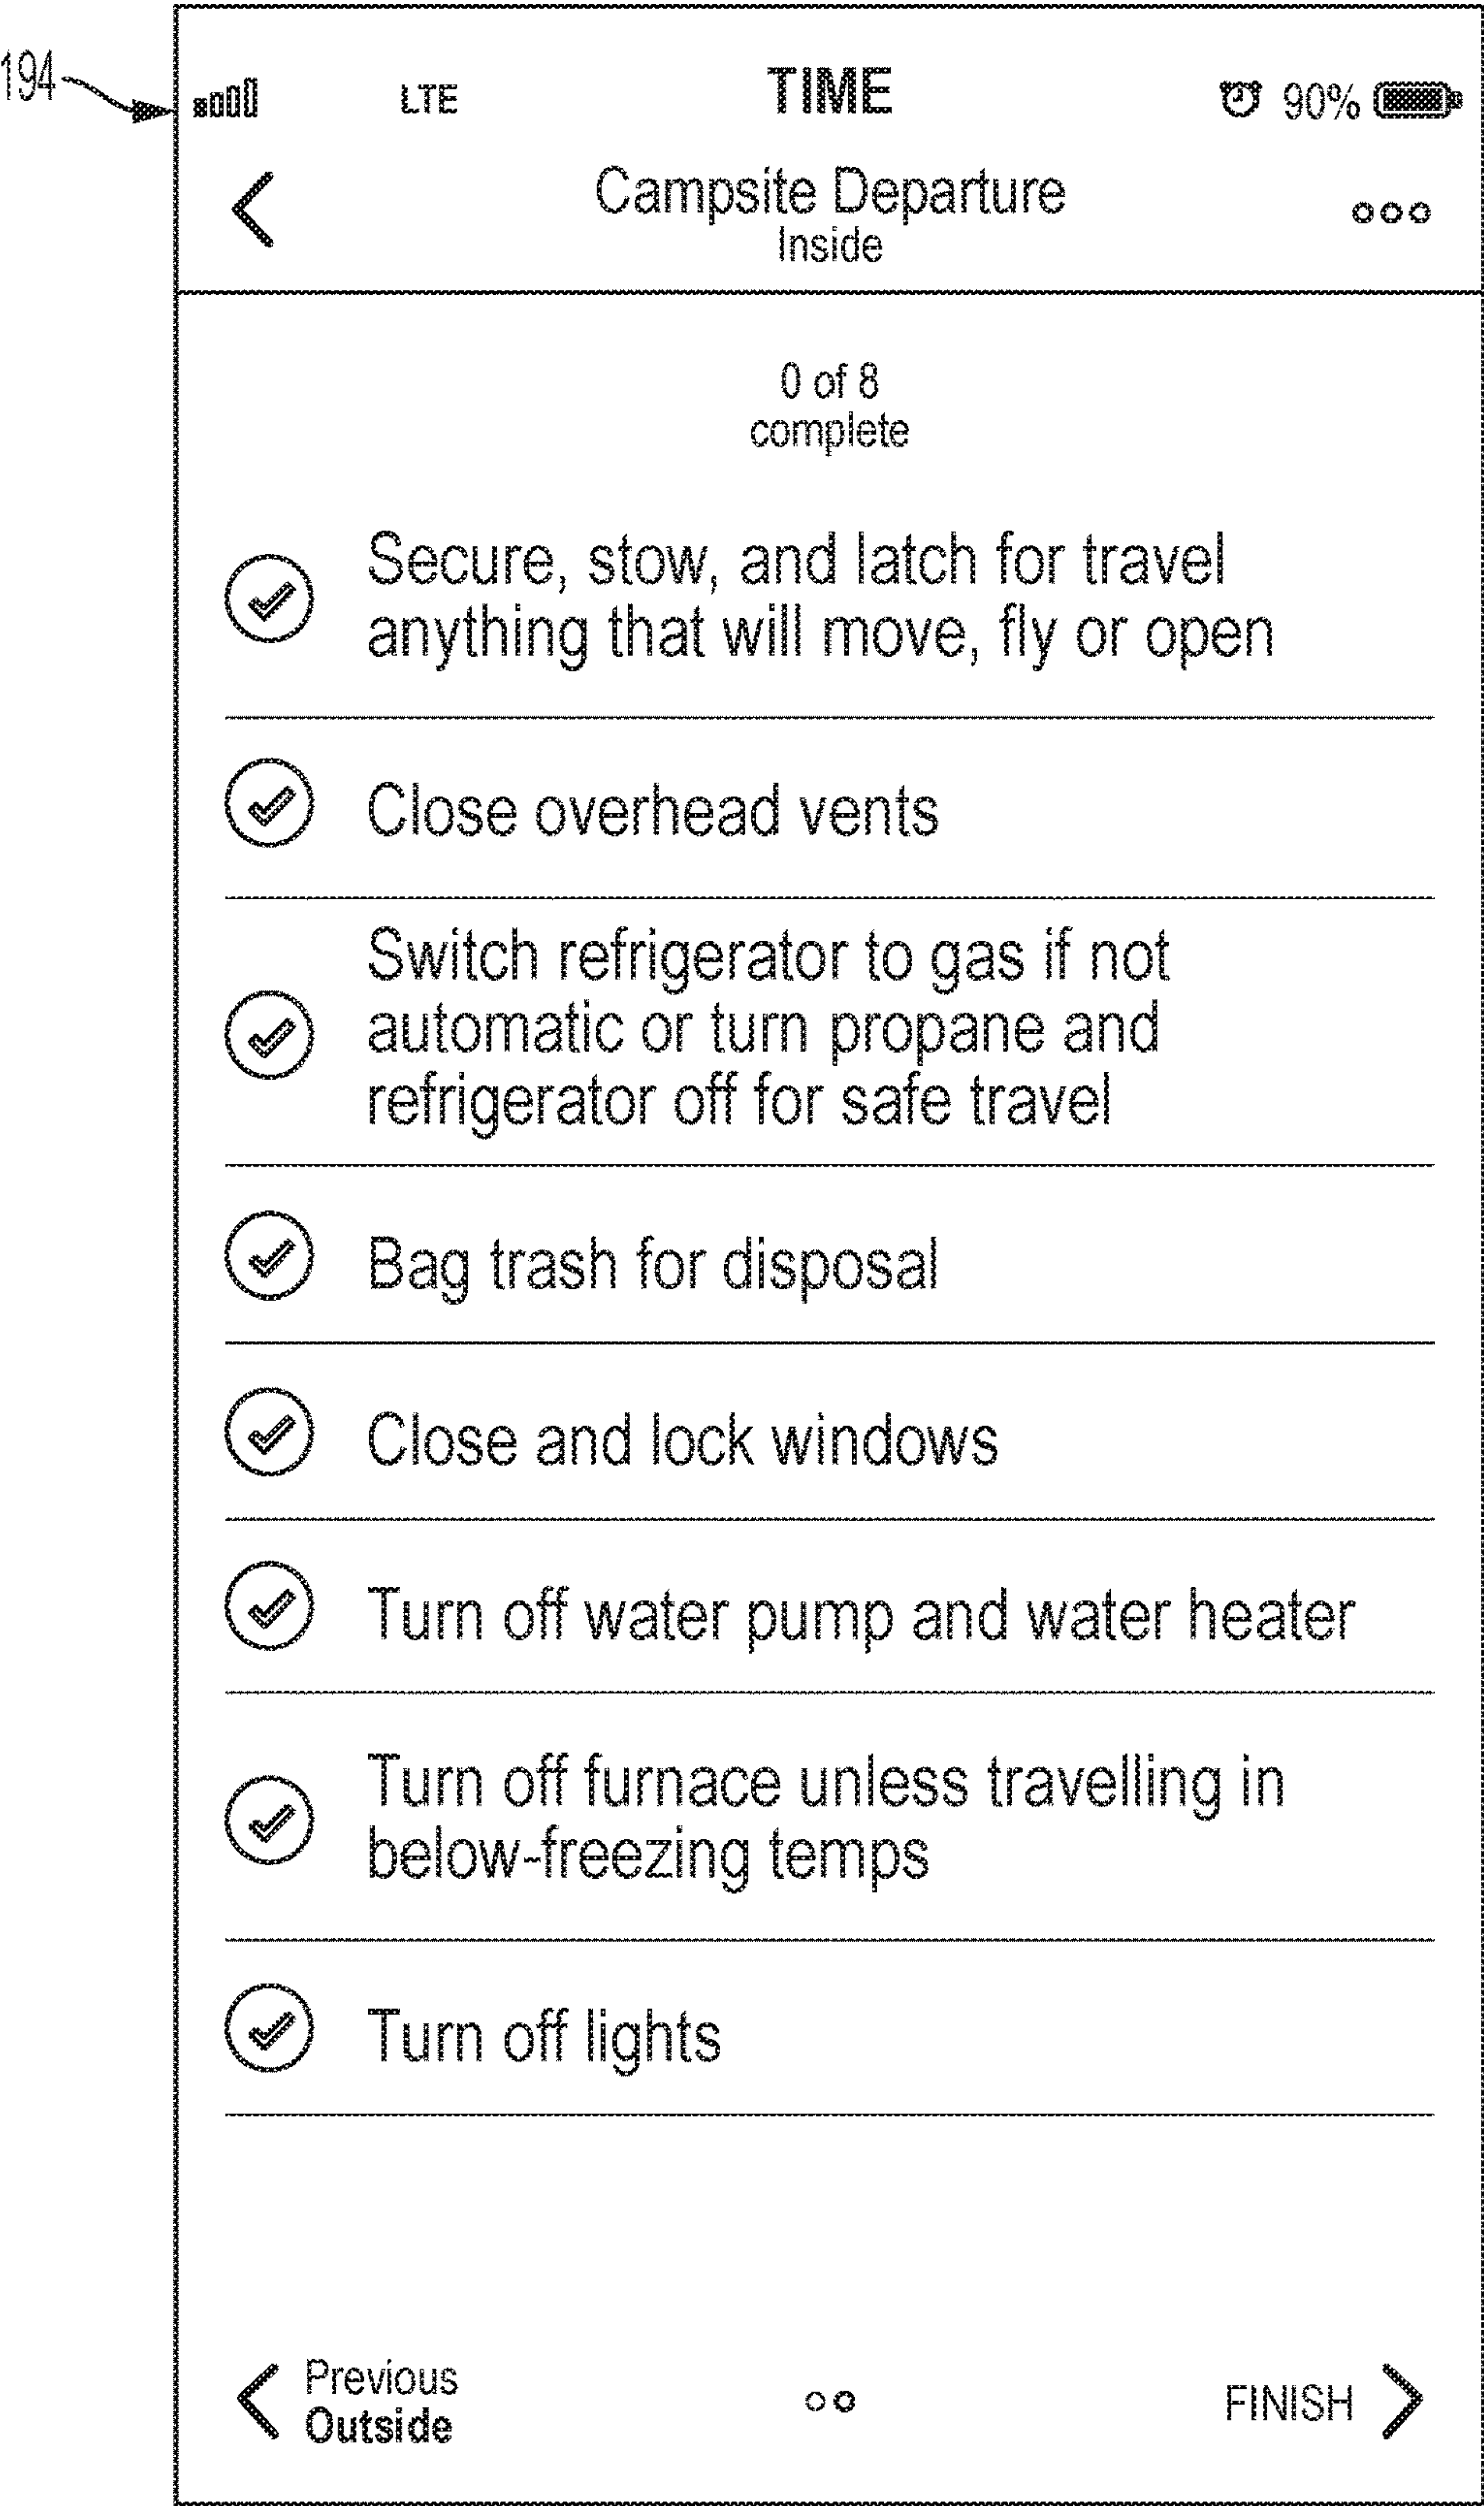 194
LTE
TIME
90%
Campsite Departure
Inside
0 of 8
complete
Secure, stow, and latch for travel
anything that will move, fly or open
Close overhead vents
Switch refrigerator to gas if not
automatic or turn propane and
refrigerator off for safe travel
Bag trash for disposal
Close and lock windows
Turn off water pump and water heater
Turn off furnace unless travelling in
below-freezing temps
Turn off lights
Previous
Outside
FINISH